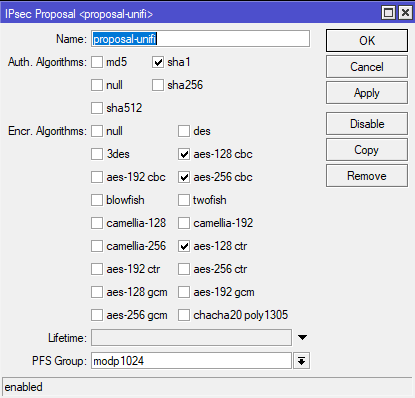 IPsec Proposal <proposal-unifi>
Name: proposal-unifi
OK
Auth. Algorithms: md5 sha1
Cancel
null sha256
Apply
sha512
Encr. Algorithms: null des
Disable
3des aes-128 cbc
Copy
aes-192 cbc aes-256 cbc
Remove
blowfish twofish
camellia-128 camellia-192
camellia-256 aes-128 ctr
aes-192 ctr aes-256 ctr
aes-128 gcm aes-192 gcm
aes-256 gcm chacha20 poly1305
Lifetime:
PFS Group: modp1024
enabled